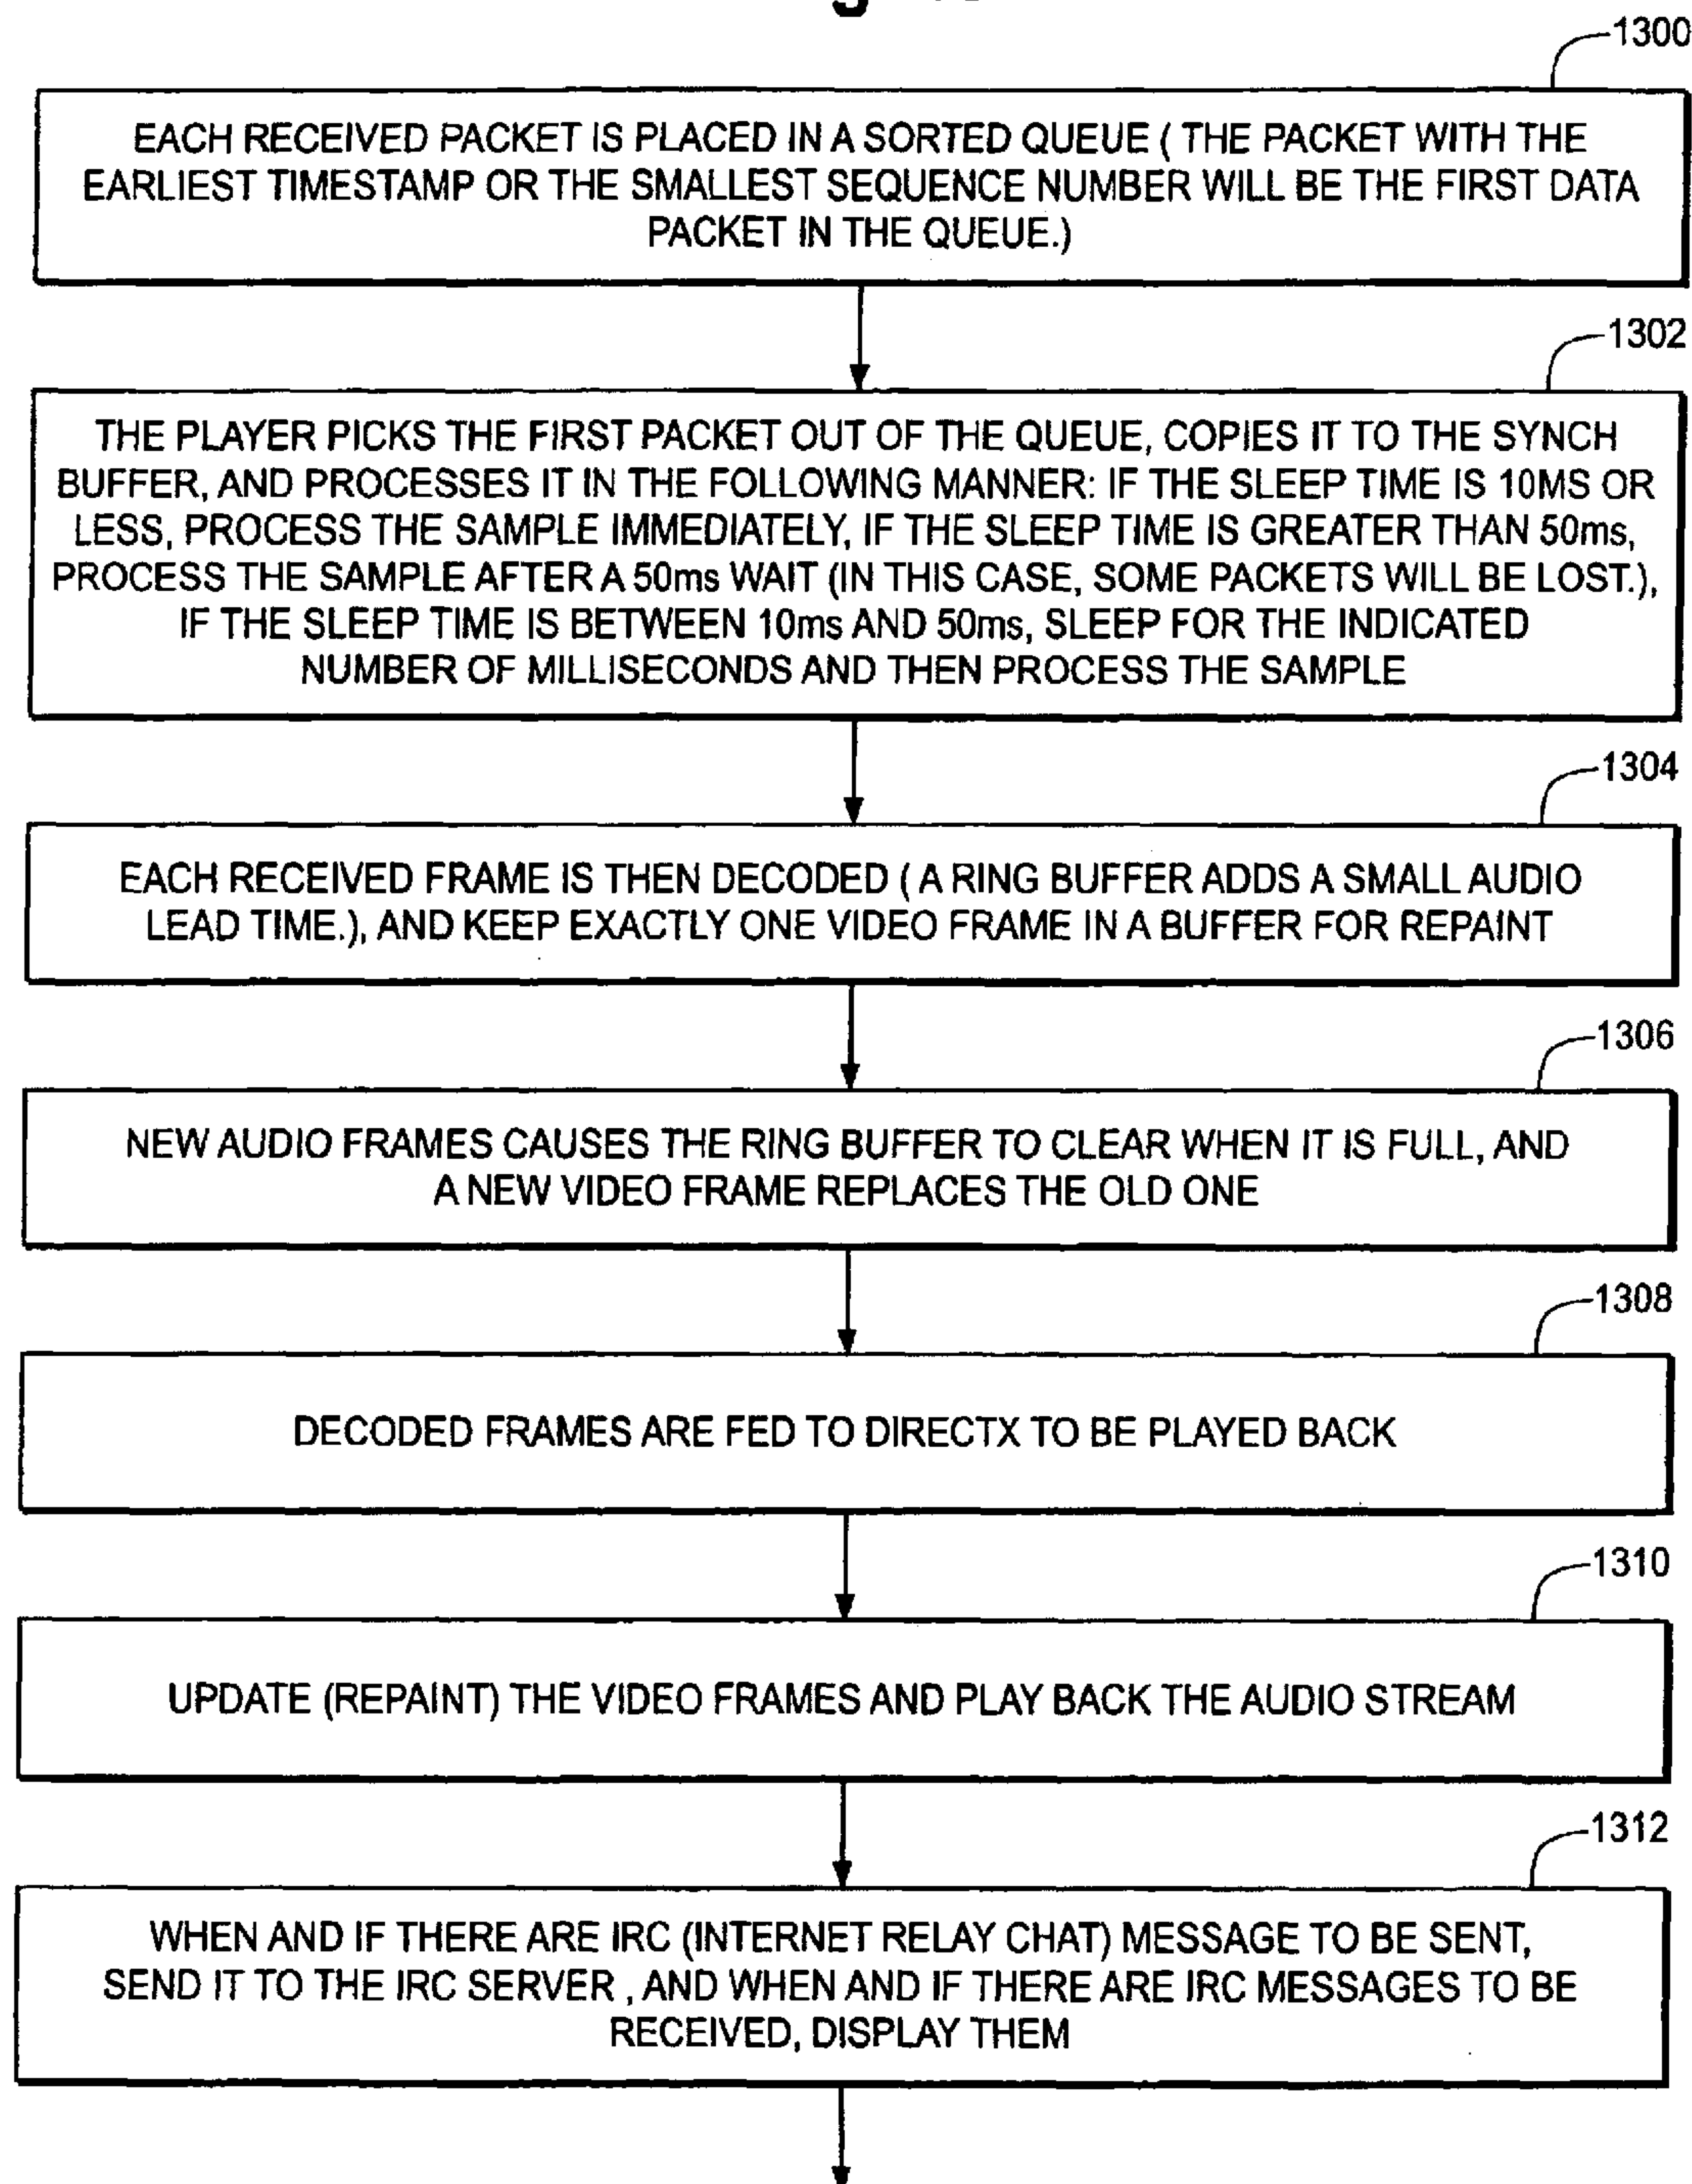 1300
EACH RECEIVED PACKET IS PLACED IN A SORTED QUEUE ( THE PACKET WITH THE
EARLIEST TIMESTAMP OR THE SMALLEST SEQUENCE NUMBER WILL BE THE FIRST DATA
PACKET IN THE QUEUE.)
1302
THE PLAYER PICKS THE FIRST PACKET OUT OF THE QUEUE, COPIES IT TO THE SYNCH
BUFFER, AND PROCESSES IT IN THE FOLLOWING MANNER: IF THE SLEEP TIME IS 10MS OR
LESS, PROCESS THE SAMPLE IMMEDIATELY, IF THE SLEEP TIME IS GREATER THAN 50ms,
PROCESS THE SAMPLE AFTER A 50ms WAIT (IN THIS CASE, SOME PACKETS WILL BE LOST.),
IF THE SLEEP TIME IS BETWEEN 10ms AND 50ms, SLEEP FOR THE INDICATED
NUMBER OF MILLISECONDS AND THEN PROCESS THE SAMPLE
1304
EACH RECEIVED FRAME IS THEN DECODED ( A RING BUFFER ADDS A SMALL AUDIO
LEAD TIME.), AND KEEP EXACTLY ONE VIDEO FRAME IN A BUFFER FOR REPAINT
1306
NEW AUDIO FRAMES CAUSES THE RING BUFFER TO CLEAR WHEN IT IS FULL, AND
A NEW VIDEO FRAME REPLACES THE OLD ONE
1308
DECODED FRAMES ARE FED TO DIRECTX TO BE PLAYED BACK
1310
UPDATE (REPAINT) THE VIDEO FRAMES AND PLAY BACK THE AUDIO STREAM
1312
WHEN AND IF THERE ARE IRC (INTERNET RELAY CHAT) MESSAGE TO BE SENT,
SEND IT TO THE IRC SERVER , AND WHEN AND IF THERE ARE IRC MESSAGES TO BE
RECEIVED, DISPLAY THEM